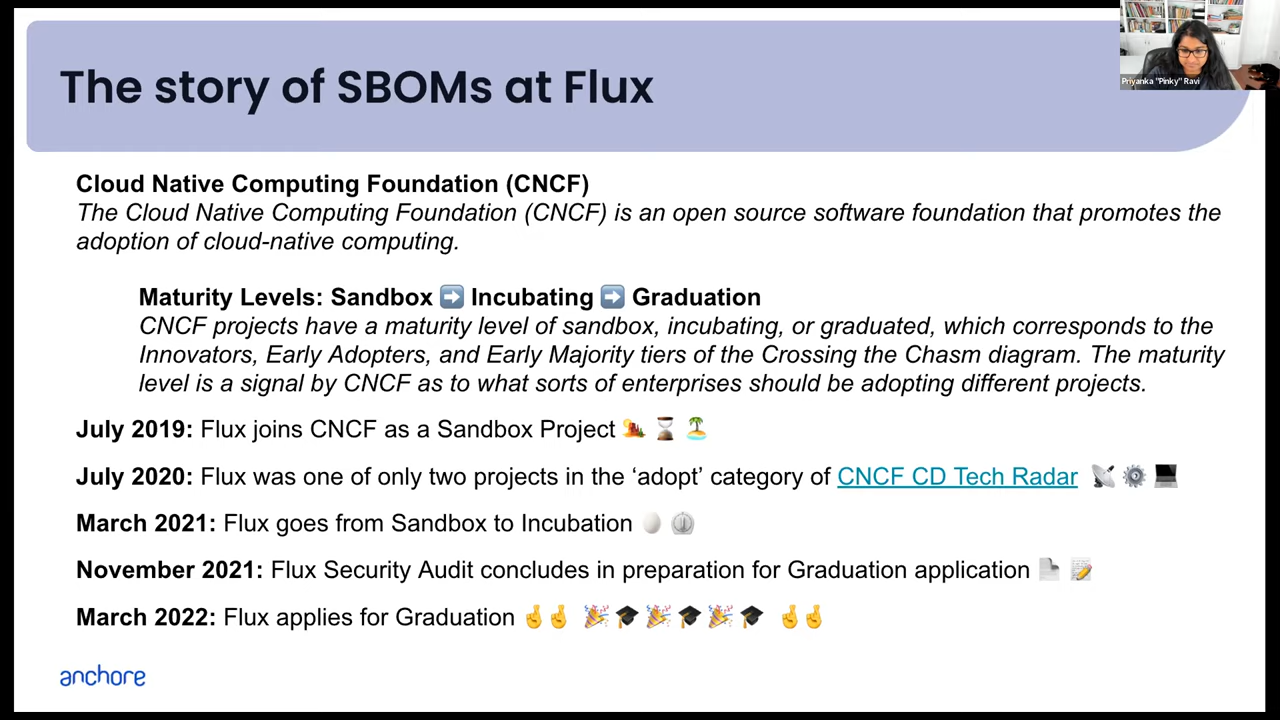 The story of SBOMs at Flux
Priyanka "Pinky" Ravi
Cloud Native Computing Foundation (CNCF)
The Cloud Native Computing Foundation (CNCF) is an open source software foundation that promotes the
adoption of cloud-native computing.
Maturity Levels: Sandbox ➡️ Incubating ➡️ Graduation
CNCF projects have a maturity level of sandbox, incubating, or graduated, which corresponds to the
Innovators, Early Adopters, and Early Majority tiers of the Crossing the Chasm diagram. The maturity
level is a signal by CNCF as to what sorts of enterprises should be adopting different projects.
July 2019: Flux joins CNCF as a Sandbox Project 🏜️ ⏳ 🏝️
July 2020: Flux was one of only two projects in the ‘adopt’ category of CNCF CD Tech Radar 📡 ⚙️ 💻
March 2021: Flux goes from Sandbox to Incubation 🥚 ⏲️
November 2021: Flux Security Audit concludes in preparation for Graduation application 📄 📝
March 2022: Flux applies for Graduation 🤞🤞 🎉🎓🎉🎓🎉🎓 🤞🤞
anchore